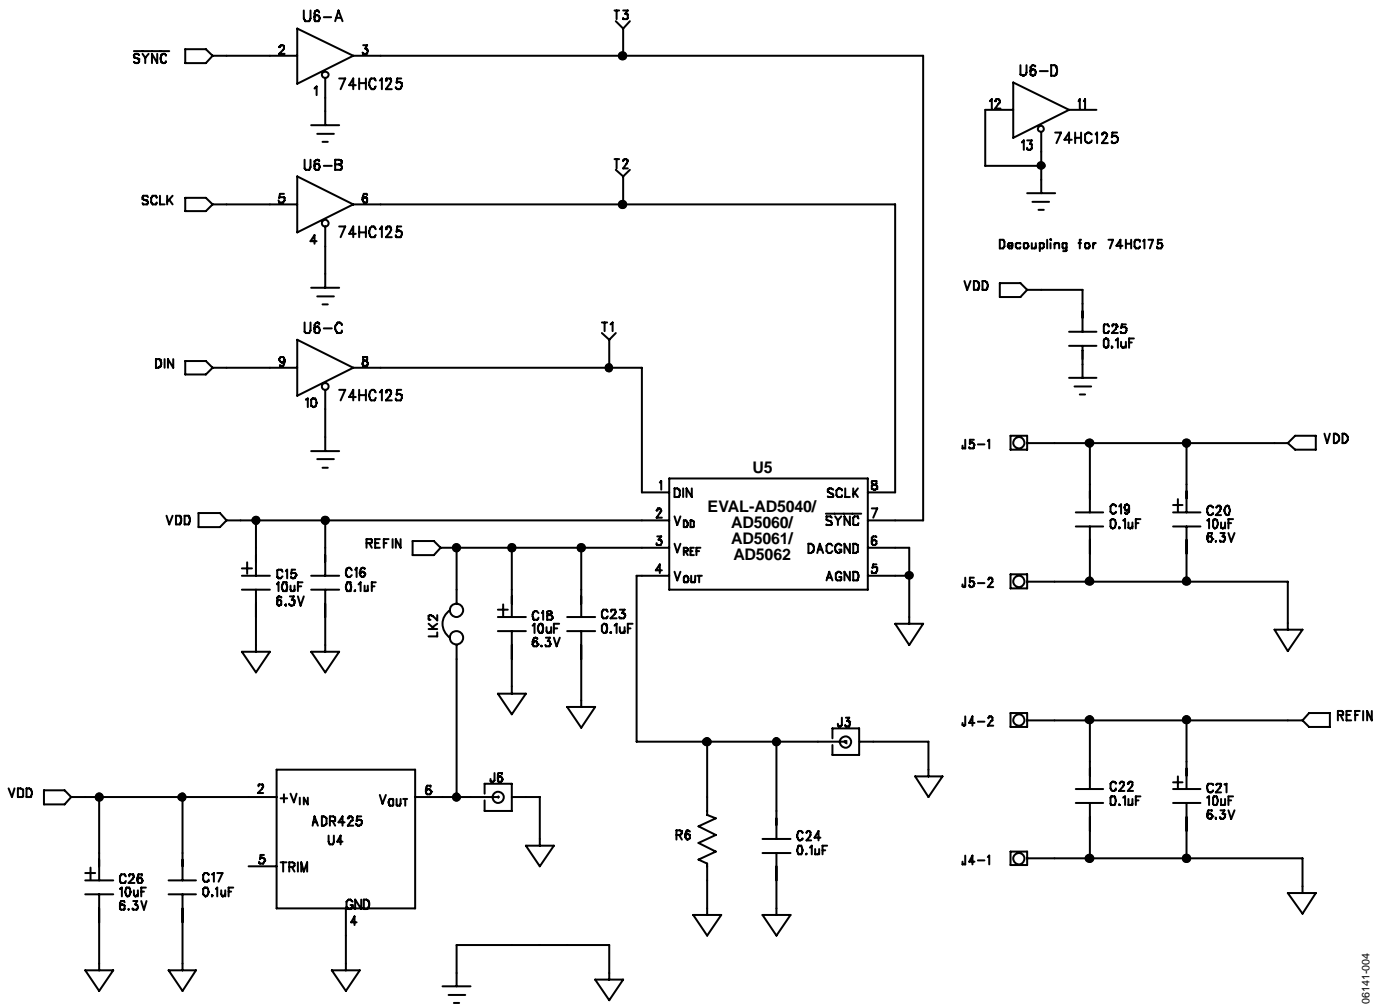 U6-A
T3
SYNC
2
3
1
74HC125
U6-D
12
11
13
74HC125
U6-B
T2
SCLK
5
6
4
74HC125
Decoupling for 74HC175
VDD
C25
0.1uF
U6-C
T1
DIN
9
8
10
74HC125
J5-1
VDD
C19
0.1uF
C20
10uF
6.3V
J5-2
U5
1
DIN
SCLK
8
EVAL-AD5040/
AD5060/
AD5061/
AD5062
VDD
2
VDD
SYNC
7
REFIN
3
VREF
DACGND
6
4
VOUT
AGND
5
+
C15
10uF
6.3V
C16
0.1uF
LK2
+
C18
10uF
6.3V
C23
0.1uF
+
J4-2
REFIN
C22
0.1uF
+
C21
10uF
6.3V
J4-1
J3
R6
C24
0.1uF
VDD
2
+VIN
VOUT
6
J6
ADR425
U4
5
TRIM
GND
4
+
C26
10uF
6.3V
C17
0.1uF
06141-004